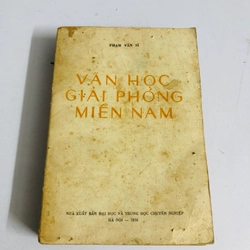 PHẠM VĂN SĨ
VĂN HỌC
GIẢI PHÓNG
MIỀN NAM
NHÀ XUẤT BẢN ĐẠI HỌC VÀ TRUNG HỌC CHUYÊN NGHIỆP
HÀ NỘI —